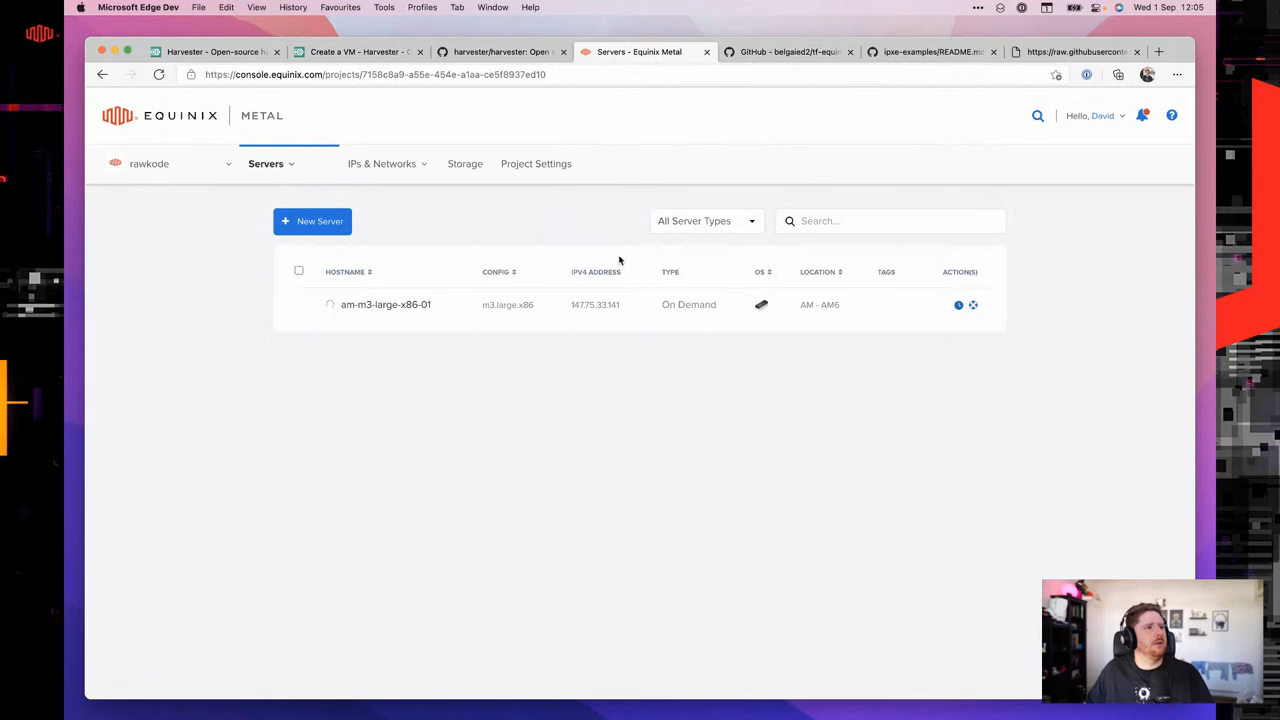 Microsoft Edge Dev File Edit View History Favourites Tools Profiles Tab Window Help Wed 1 Sep 12:05
Harvester - Open-source hy Create a VM - Harvester - C harvester/harvester: Open s Servers - Equinix Metal GitHub - belgaied2/tf-equin ipxe-examples/README.md https://raw.githubuserconte
https://console.equinix.com/projects/7158c8a9-a55e-454e-a1aa-ce5f8937ed10
EQUINIX METAL Hello, David
rawkode Servers IPs & Networks Storage Project Settings
+ New Server All Server Types Search...
HOSTNAME CONFIG IPV4 ADDRESS TYPE OS LOCATION TAGS ACTION(S)
am-m3-large-x86-01 m3.large.x86 147.75.33.141 On Demand AM - AM6